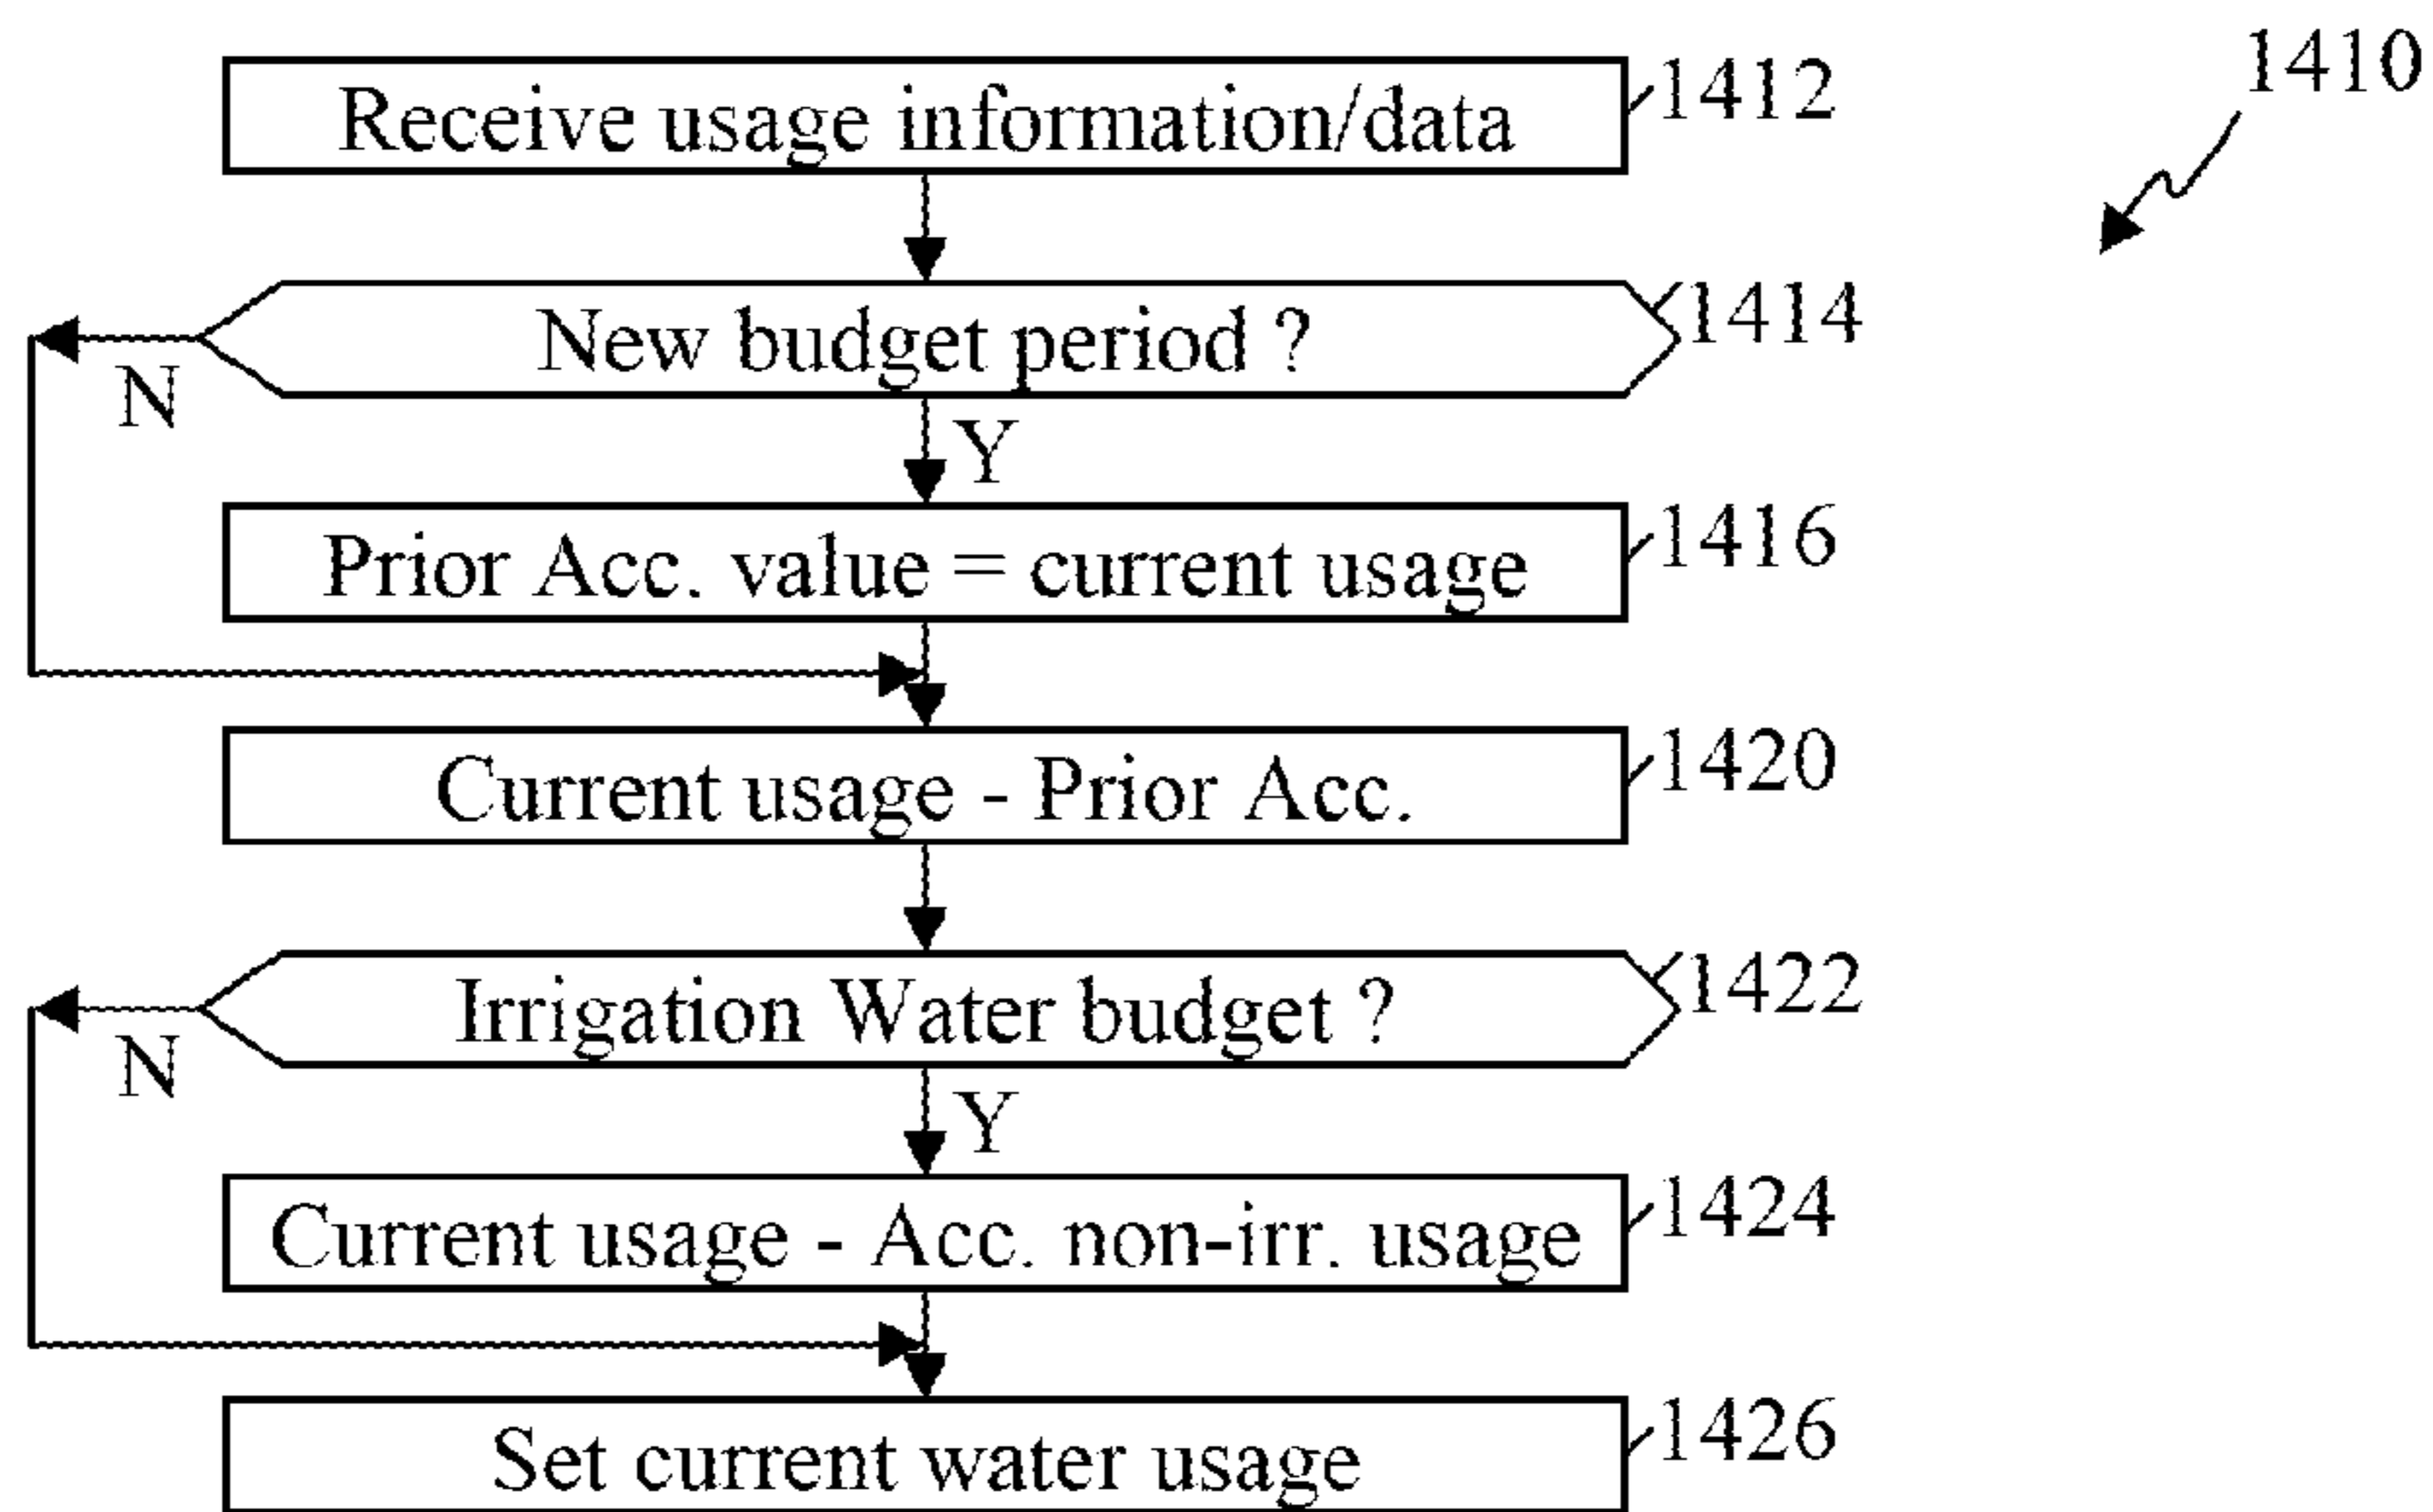 1410
Receive usage information/data 1412
New budget period ? 1414
N
Y
Prior Acc. value = current usage 1416
Current usage - Prior Acc. 1420
Irrigation Water budget ? 1422
N
Y
Current usage - Acc. non-irr. usage 1424
Set current water usage 1426